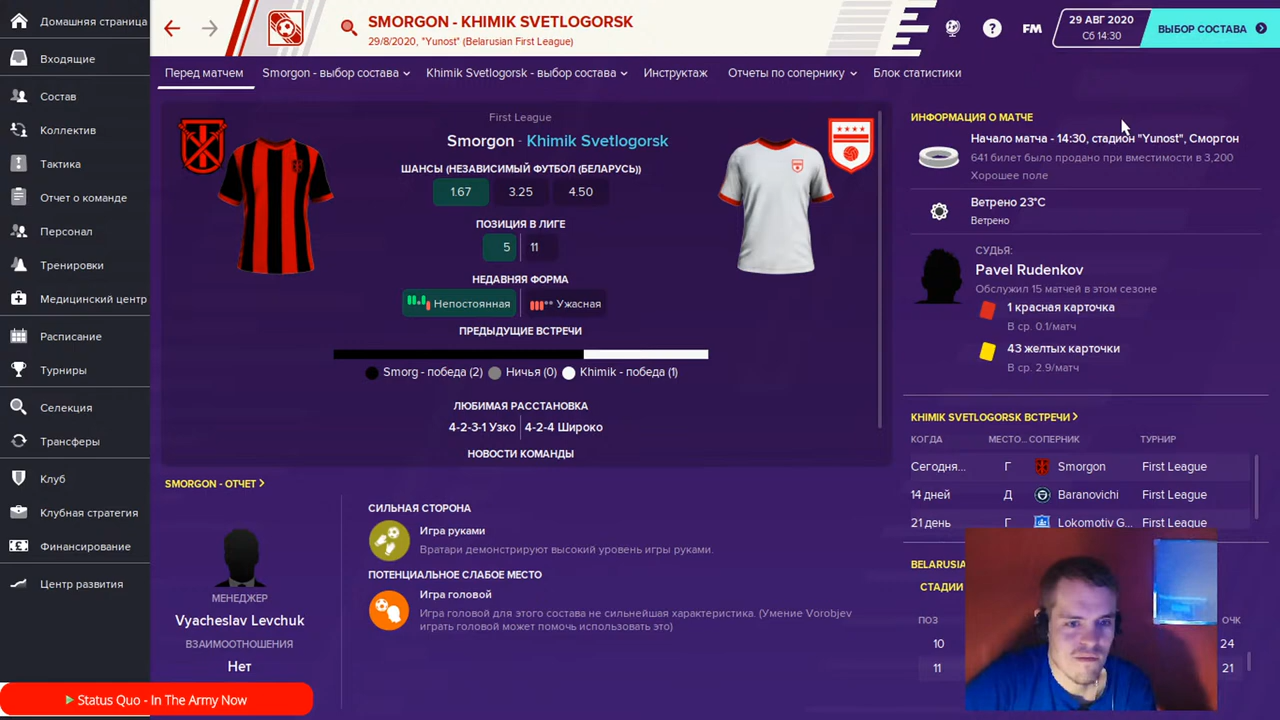 Домашняя страница
Входящие
Состав
Коллектив
Тактика
Отчет о команде
Персонал
Тренировки
Медицинский центр
Расписание
Турниры
Селекция
Трансферы
Клуб
Клубная стратегия
Финансирование
Центр развития
SMORGON - KHIMIK SVETLOGORSK
29/8/2020, "Yunost" (Belarusian First League)
?
FM
29 АВГ 2020
Сб 14:30
ВЫБОР СОСТАВА
Перед матчем
Smorgon - выбор состава
Khimik Svetlogorsk - выбор состава
Инструктаж
Отчеты по сопернику
Блок статистики
First League
Smorgon - Khimik Svetlogorsk
ШАНСЫ (НЕЗАВИСИМЫЙ ФУТБОЛ (БЕЛАРУСЬ))
1.67 3.25 4.50
ПОЗИЦИЯ В ЛИГЕ
5 11
НЕДАВНЯЯ ФОРМА
Непостоянная Ужасная
ПРЕДЫДУЩИЕ ВСТРЕЧИ
Smorg - победа (2) Ничья (0) Khimik - победа (1)
ЛЮБИМАЯ РАССТАНОВКА
4-2-3-1 Узко 4-2-4 Широко
НОВОСТИ КОМАНДЫ
SMORGON - ОТЧЕТ
МЕНЕДЖЕР
Vyacheslav Levchuk
ВЗАИМООТНОШЕНИЯ
Нет
СИЛЬНАЯ СТОРОНА
Игра руками
Вратари демонстрируют высокий уровень игры руками.
ПОТЕНЦИАЛЬНОЕ СЛАБОЕ МЕСТО
Игра головой
Игра головой для этого состава не сильнейшая характеристика. (Умение Vorobjev
играть головой может помочь использовать это)
ИНФОРМАЦИЯ О МАТЧЕ
Начало матча - 14:30, стадион "Yunost", Сморгон
641 билет было продано при вместимости в 3,200
Хорошее поле
Ветрено 23°C
Ветрено
СУДЬЯ:
Pavel Rudenkov
Обслужил 15 матчей в этом сезоне
1 красная карточка
В ср. 0.1/матч
43 желтых карточки
В ср. 2.9/матч
KHIMIK SVETLOGORSK ВСТРЕЧИ
КОГДА МЕСТО... СОПЕРНИК ТУРНИР
Сегодня... Г Smorgon First League
14 дней Д Baranovichi First League
21 день Г Lokomotiv G... First League
BELARUSIA
СТАДИИ
ПОЗ ОЧК
10 24
11 21
Status Quo - In The Army Now